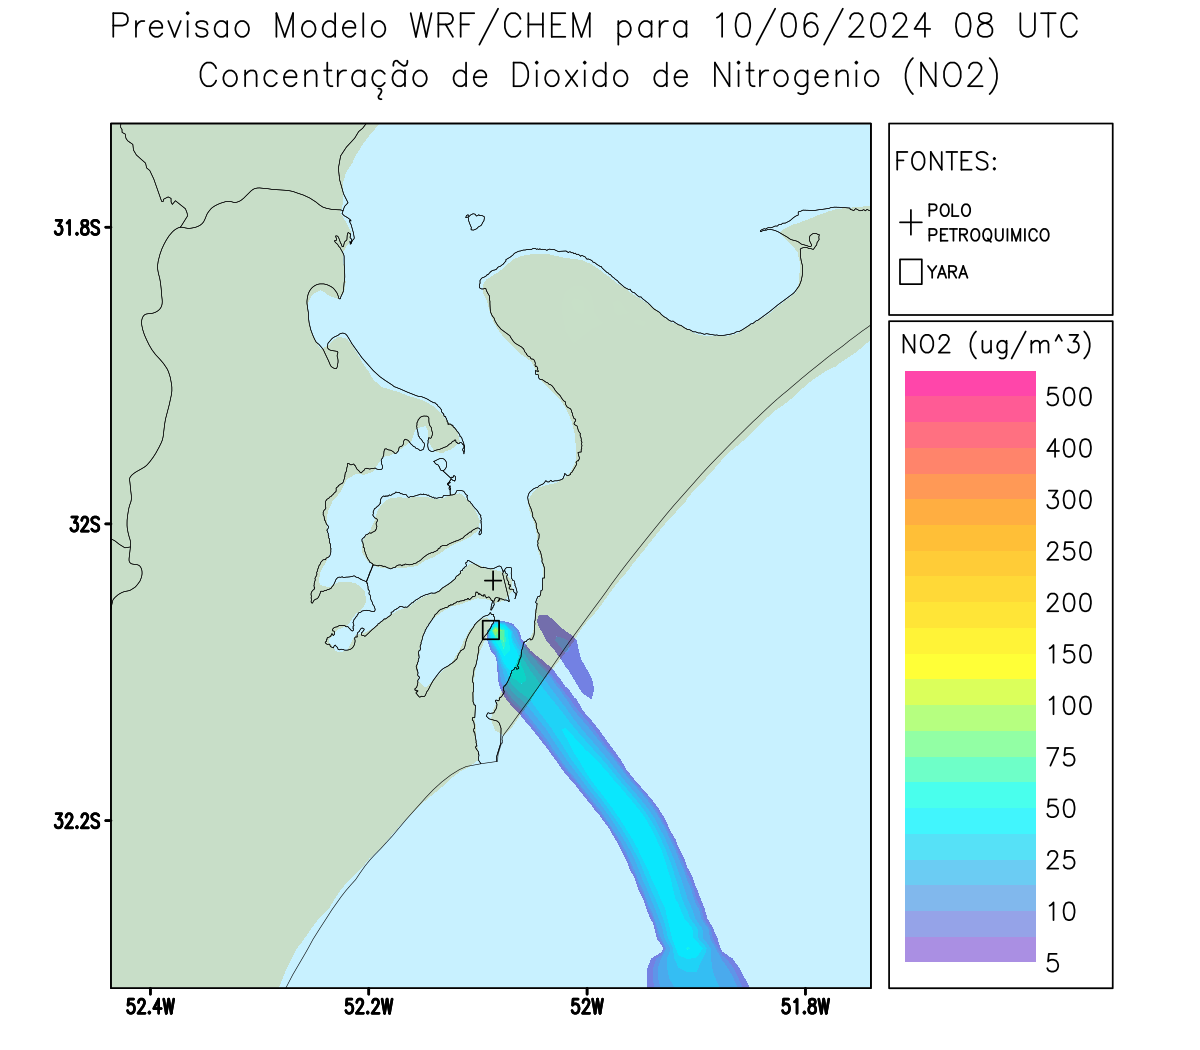 Previsao Modelo WRF/CHEM para 10/06/2024 08 UTC
Concentração de Dioxido de Nitrogenio (NO2)
FONTES:
POLO
PETROQUIMICO
YARA
NO2 (ug/m^3)
500
400
300
250
200
150
100
75
50
25
10
5
31.8S
32S
32.2S
52.4W
52.2W
52W
51.8W